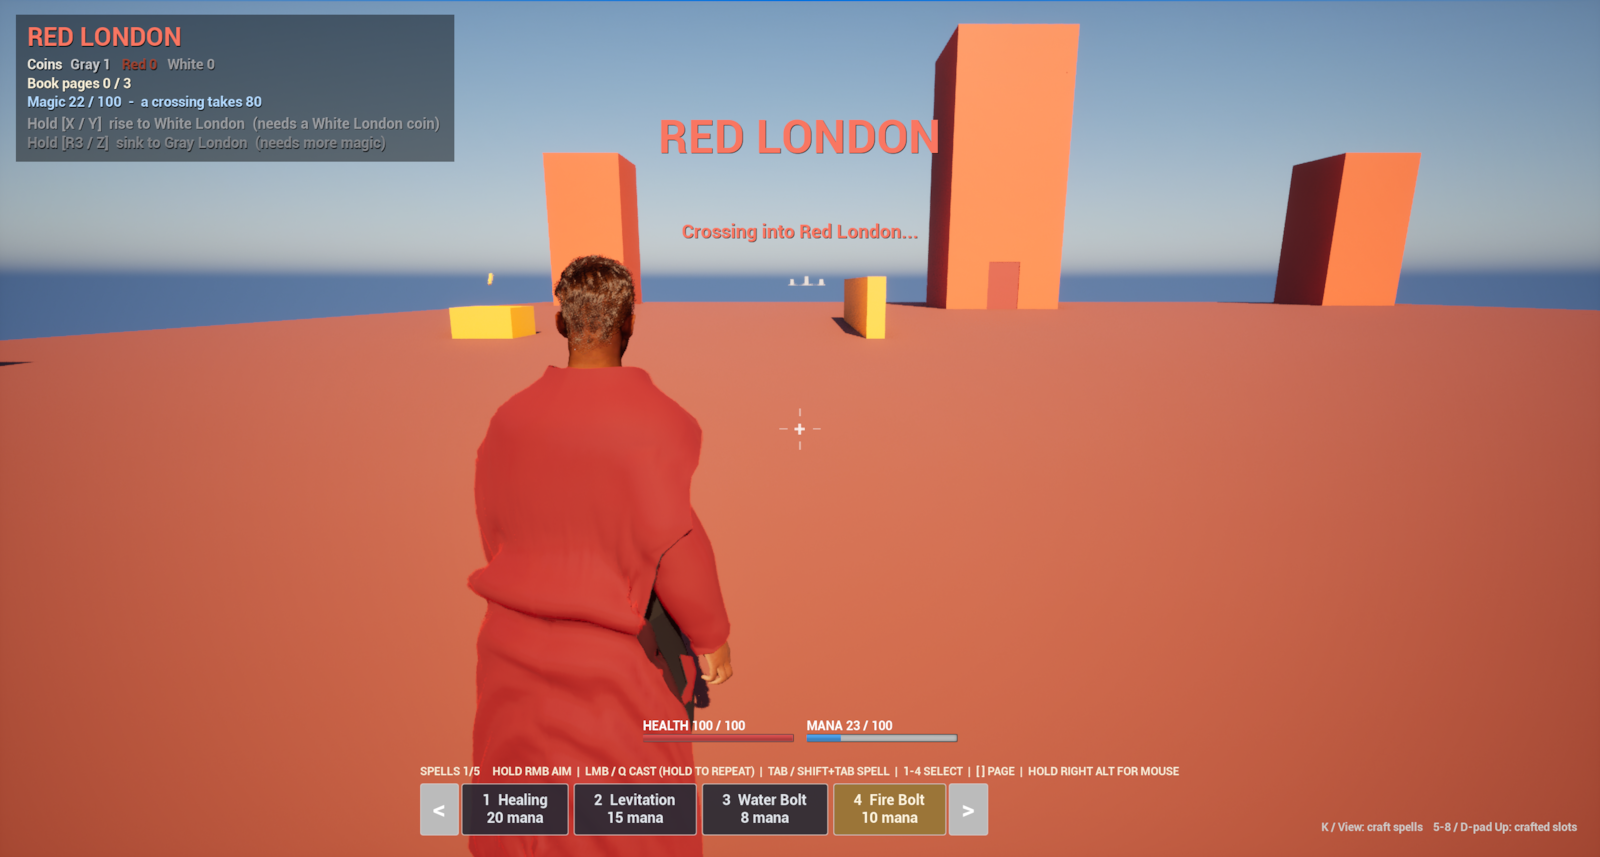 RED LONDON
Coins Gray 1 Red 0 White 0
Book pages 0 / 3
Magic 22 / 100 - a crossing takes 80
Hold [X / Y] rise to White London (needs a White London coin)
Hold [R3 / Z] sink to Gray London (needs more magic)
RED LONDON
Crossing into Red London...
HEALTH 100 / 100 MANA 23 / 100
SPELLS 1/5 HOLD RMB AIM | LMB / Q CAST (HOLD TO REPEAT) | TAB / SHIFT+TAB SPELL | 1-4 SELECT | [ ] PAGE | HOLD RIGHT ALT FOR MOUSE
< 1 Healing 2 Levitation 3 Water Bolt 4 Fire Bolt >
20 mana 15 mana 8 mana 10 mana
K / View: craft spells 5-8 / D-pad Up: crafted slots